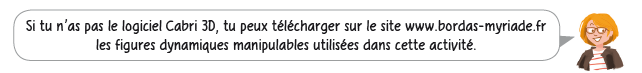 Si tu n'as pas le logiciel Cabri 3D, tu peux télécharger sur le site www.bordas-myriade.fr
les figures dynamiques manipulables utilisées dans cette activité.